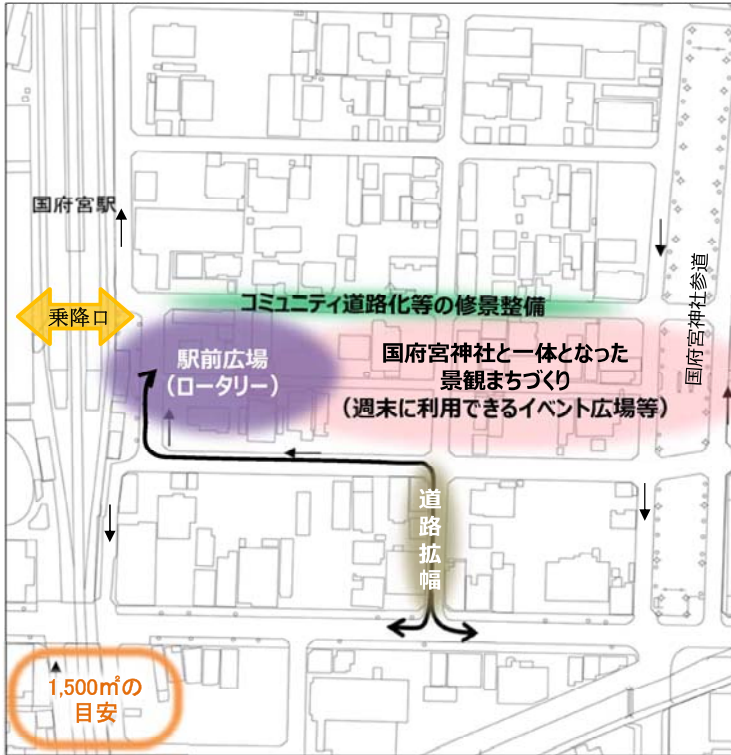 国府宮駅
コミュニティ道路化等の修景整備
乗降口
駅前広場
（ロータリー）
国府宮神社と一体となった
景観まちづくり
（週末に利用できるイベント広場等）
国府宮神社参道
道路拡幅
1,500㎡の
目安